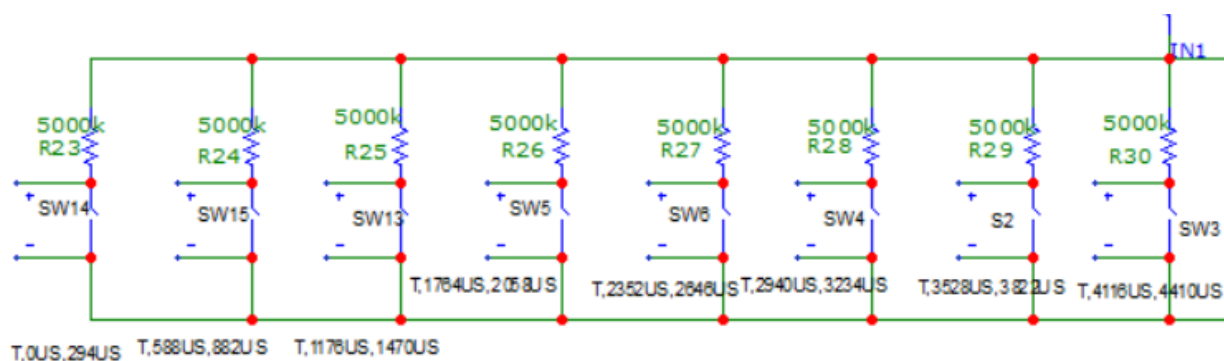 IN1
5000k
R23
5000k
R24
5000k
R25
5000k
R26
5000k
R27
5000k
R28
5000k
R29
5000k
R30
+
SW14
-
+
SW15
-
+
SW13
-
+
SW5
-
+
SW6
-
+
SW4
-
+
S2
-
+
SW3
-
T,1764US,2058US
T,2352US,2646US
T,2940US,3234US
T,3528US,3822US
T,4116US,4410US
T,0US,294US
T,588US,882US
T,1176US,1470US